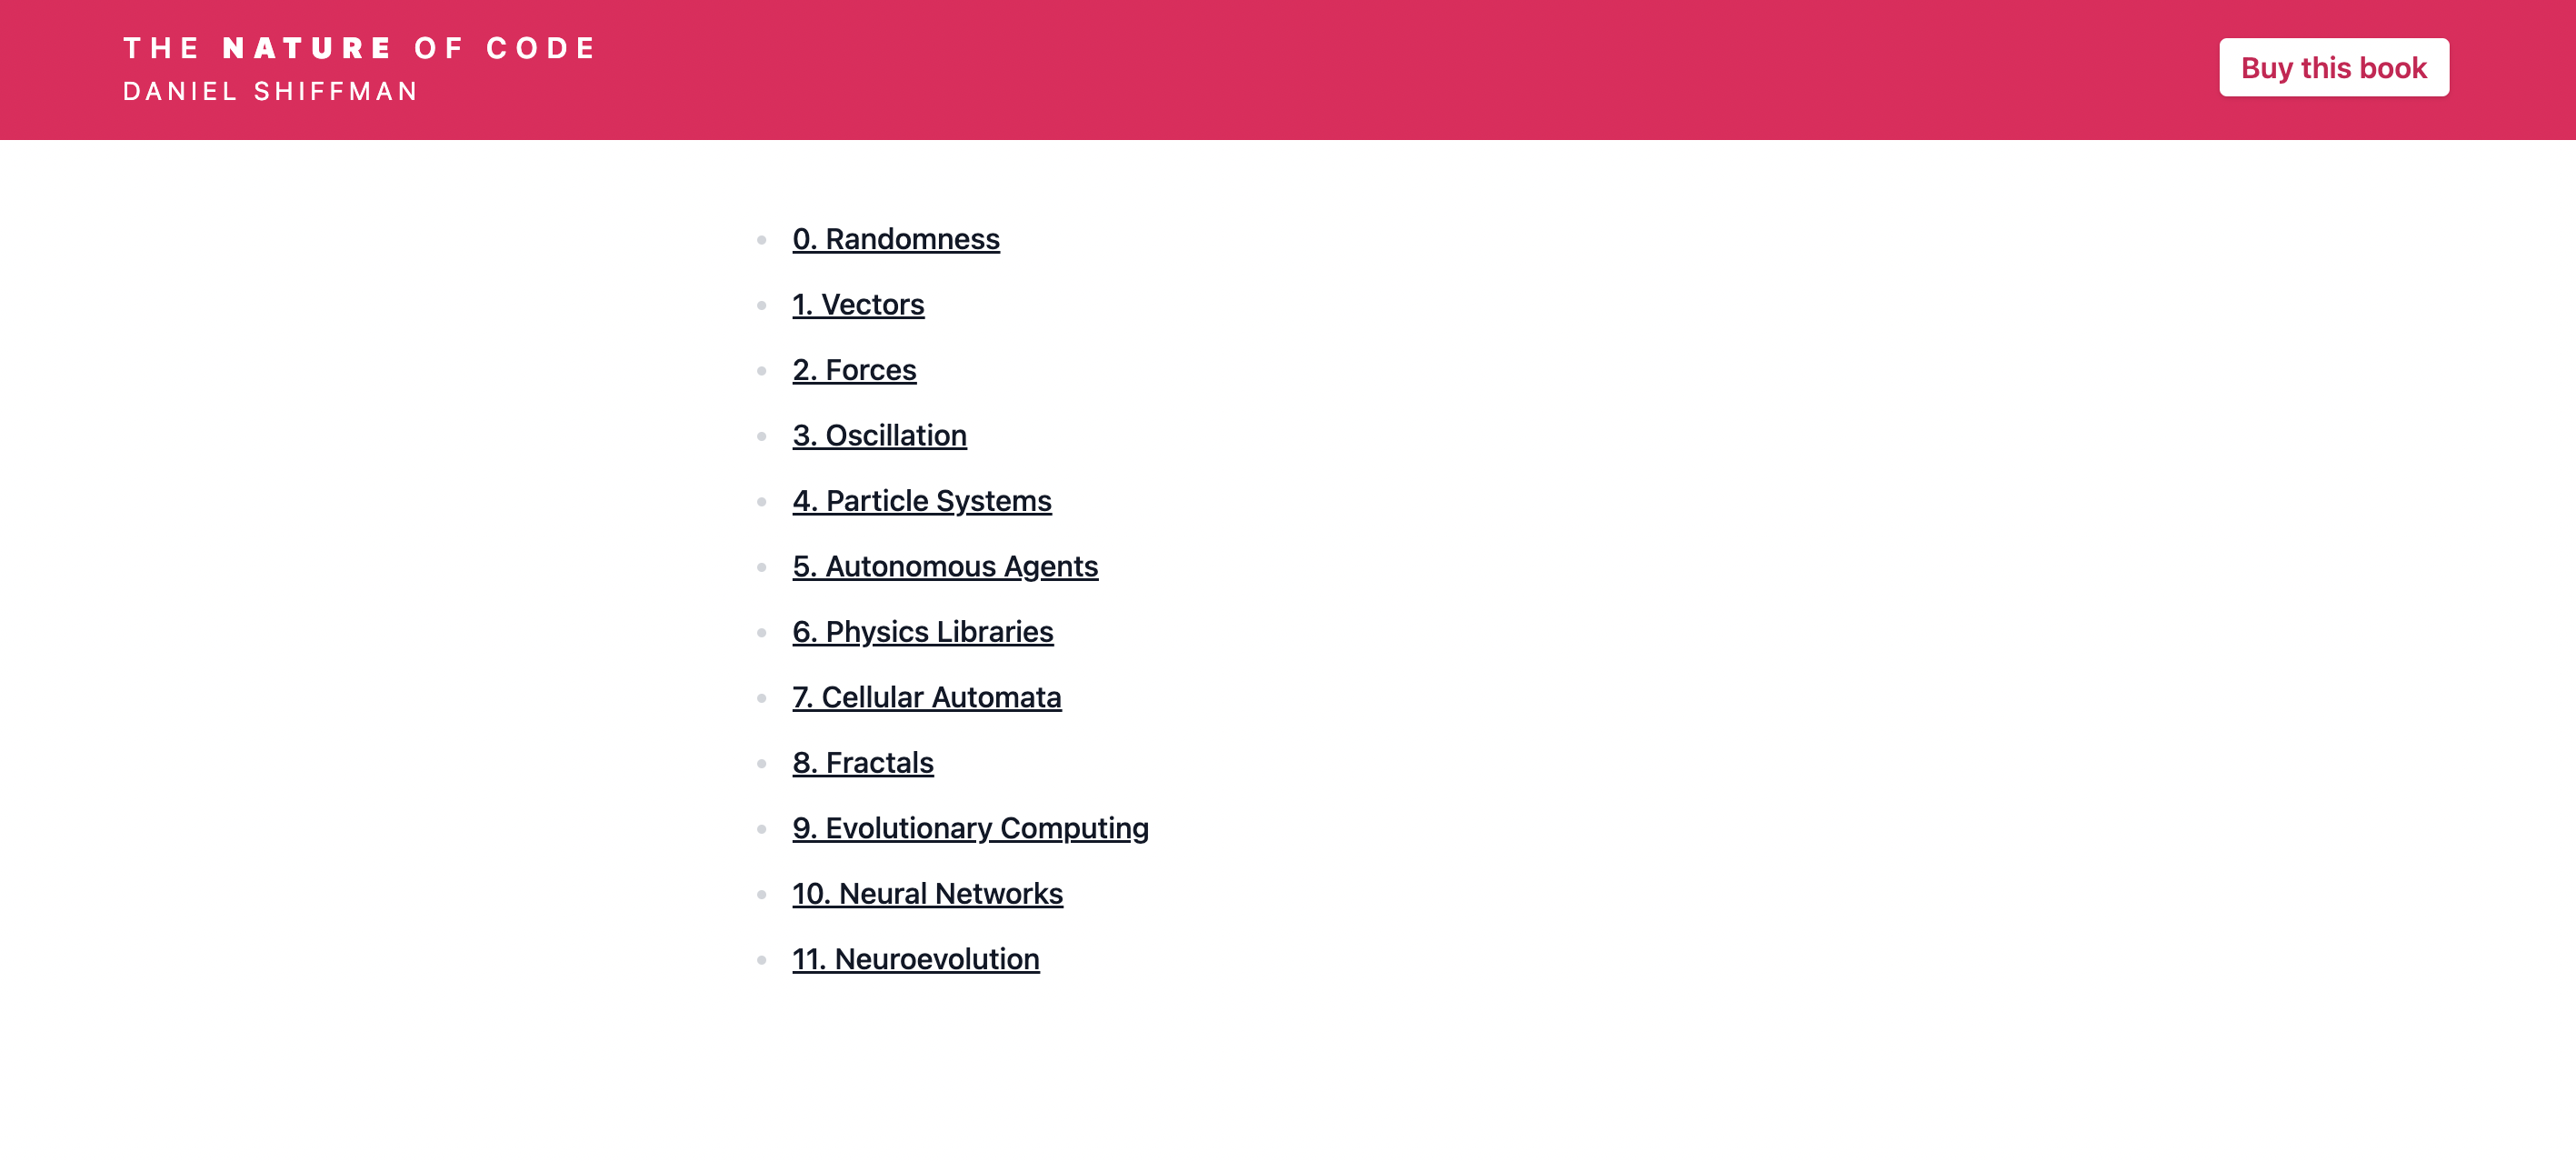 THE NATURE OF CODE
DANIEL SHIFFMAN
Buy this book
0. Randomness
1. Vectors
2. Forces
3. Oscillation
4. Particle Systems
5. Autonomous Agents
6. Physics Libraries
7. Cellular Automata
8. Fractals
9. Evolutionary Computing
10. Neural Networks
11. Neuroevolution